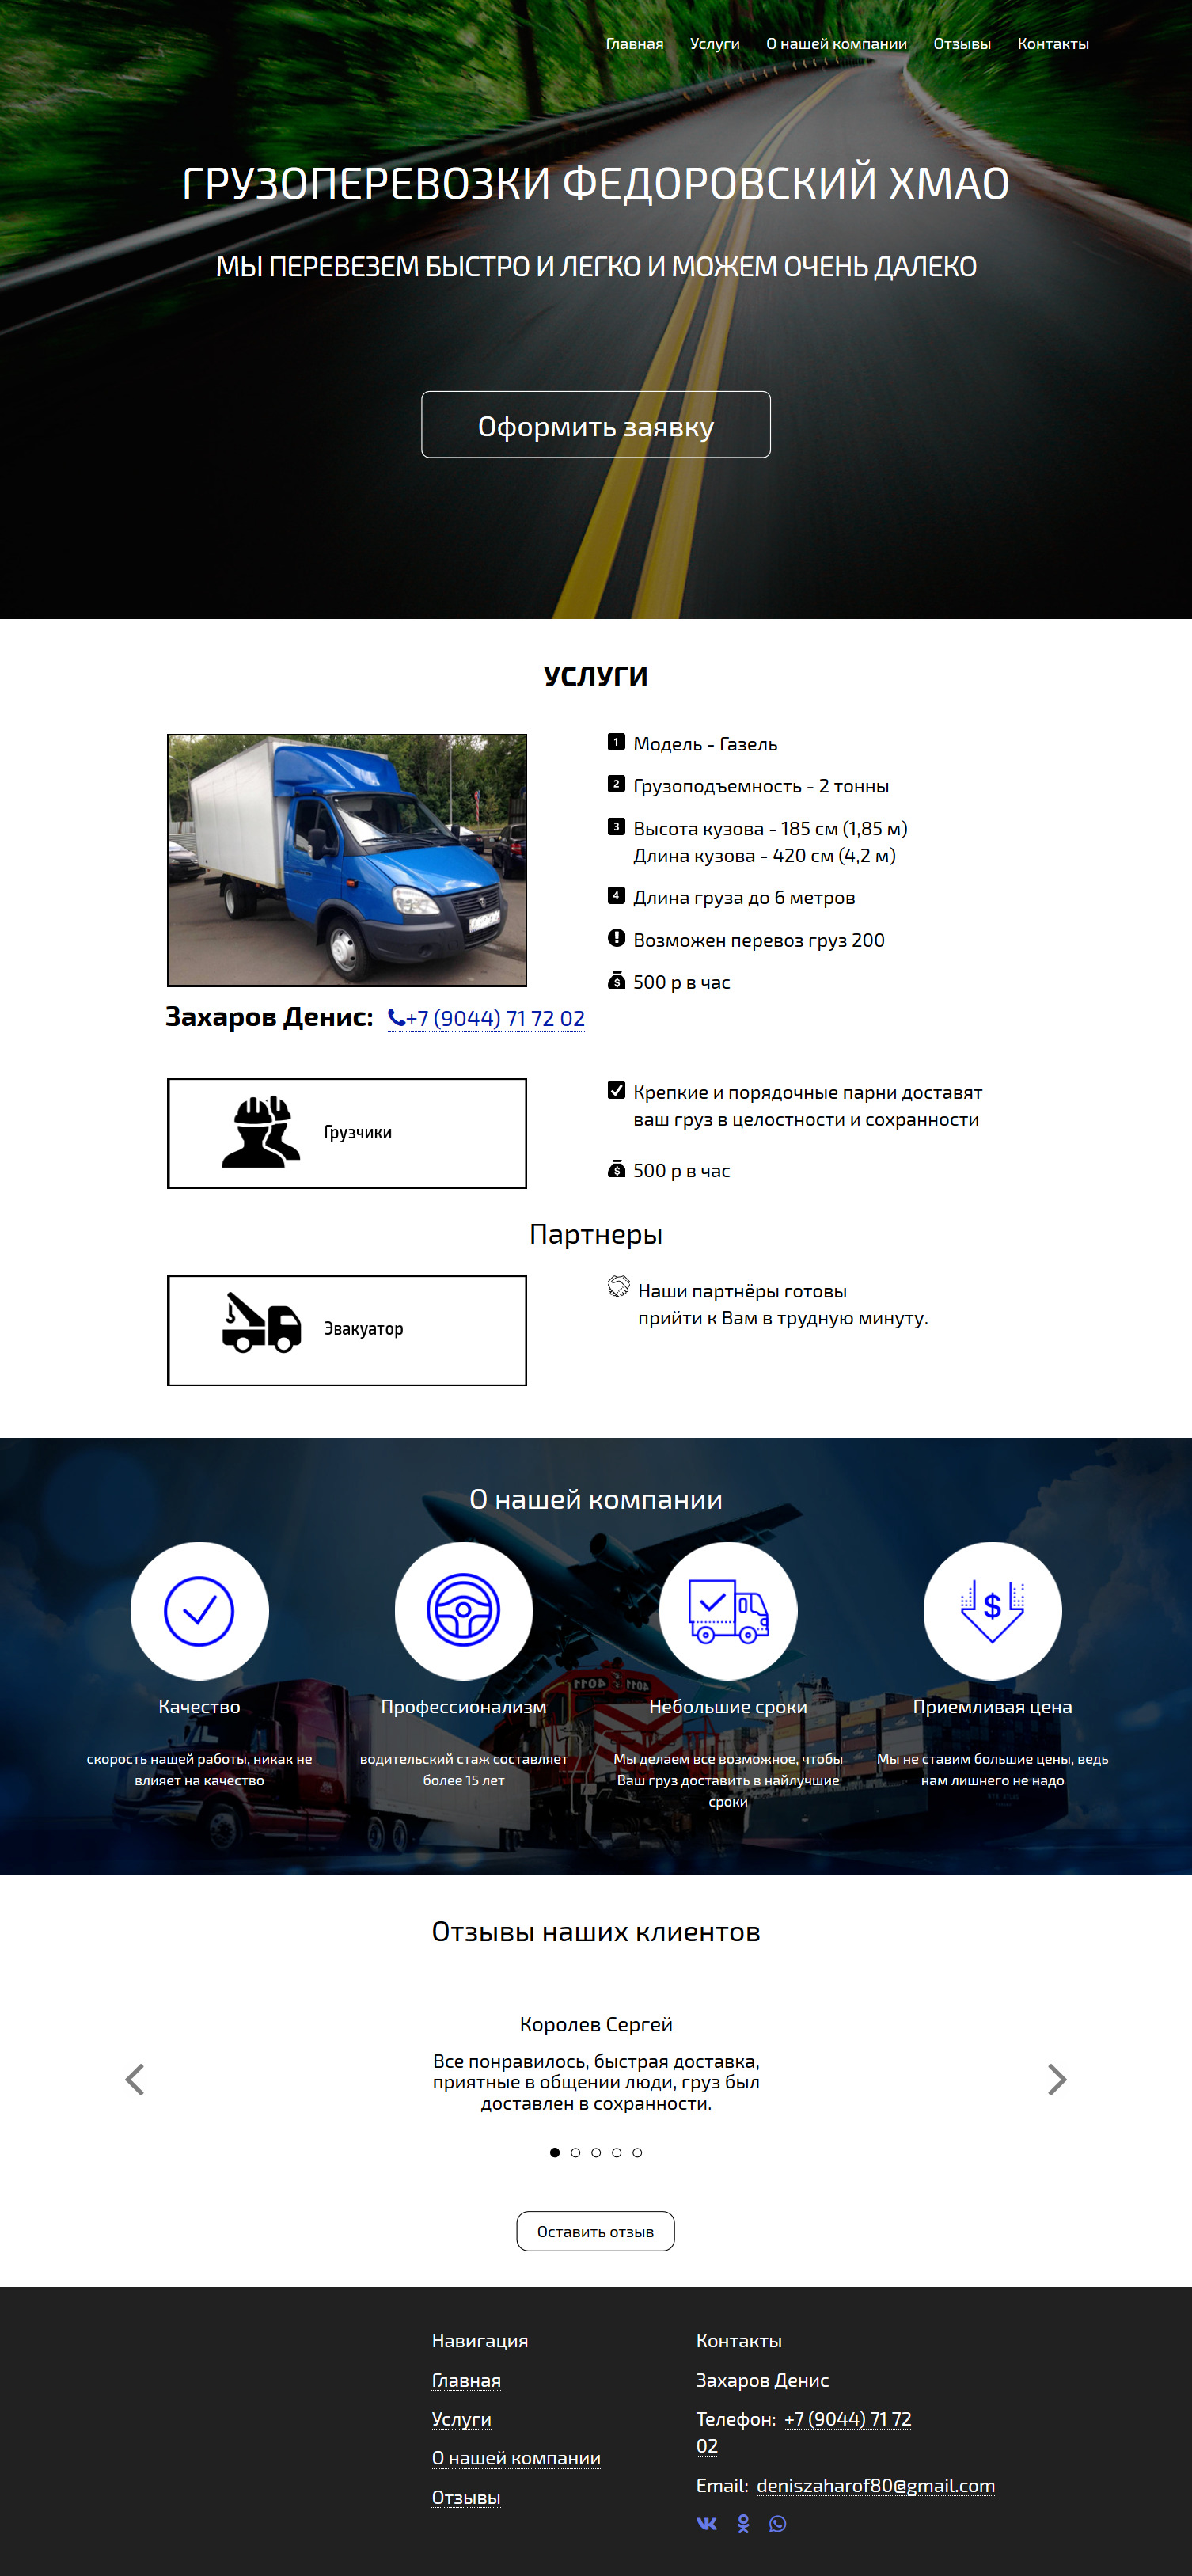 Главная Услуги О нашей компании Отзывы Контакты
ГРУЗОПЕРЕВОЗКИ ФЕДОРОВСКИЙ ХМАО
МЫ ПЕРЕВЕЗЕМ БЫСТРО И ЛЕГКО И МОЖЕМ ОЧЕНЬ ДАЛЕКО
Оформить заявку
УСЛУГИ
1 Модель - Газель
2 Грузоподъемность - 2 тонны
3 Высота кузова - 185 см (1,85 м)
Длина кузова - 420 см (4,2 м)
4 Длина груза до 6 метров
Возможен перевоз груз 200
500 р в час
Захаров Денис: +7 (9044) 71 72 02
Грузчики
Крепкие и порядочные парни доставят
ваш груз в целостности и сохранности
500 р в час
Партнеры
Эвакуатор
Наши партнёры готовы
прийти к Вам в трудную минуту.
О нашей компании
Качество
скорость нашей работы, никак не
влияет на качество
Профессионализм
водительский стаж составляет
более 15 лет
Небольшие сроки
Мы делаем все возможное, чтобы
Ваш груз доставить в найлучшие
сроки
Приемливая цена
Мы не ставим большие цены, ведь
нам лишнего не надо
Отзывы наших клиентов
Королев Сергей
Все понравилось, быстрая доставка,
приятные в общении люди, груз был
доставлен в сохранности.
Оставить отзыв
Навигация
Главная
Услуги
О нашей компании
Отзывы
Контакты
Захаров Денис
Телефон: +7 (9044) 71 72
02
Email: deniszaharof80@gmail.com